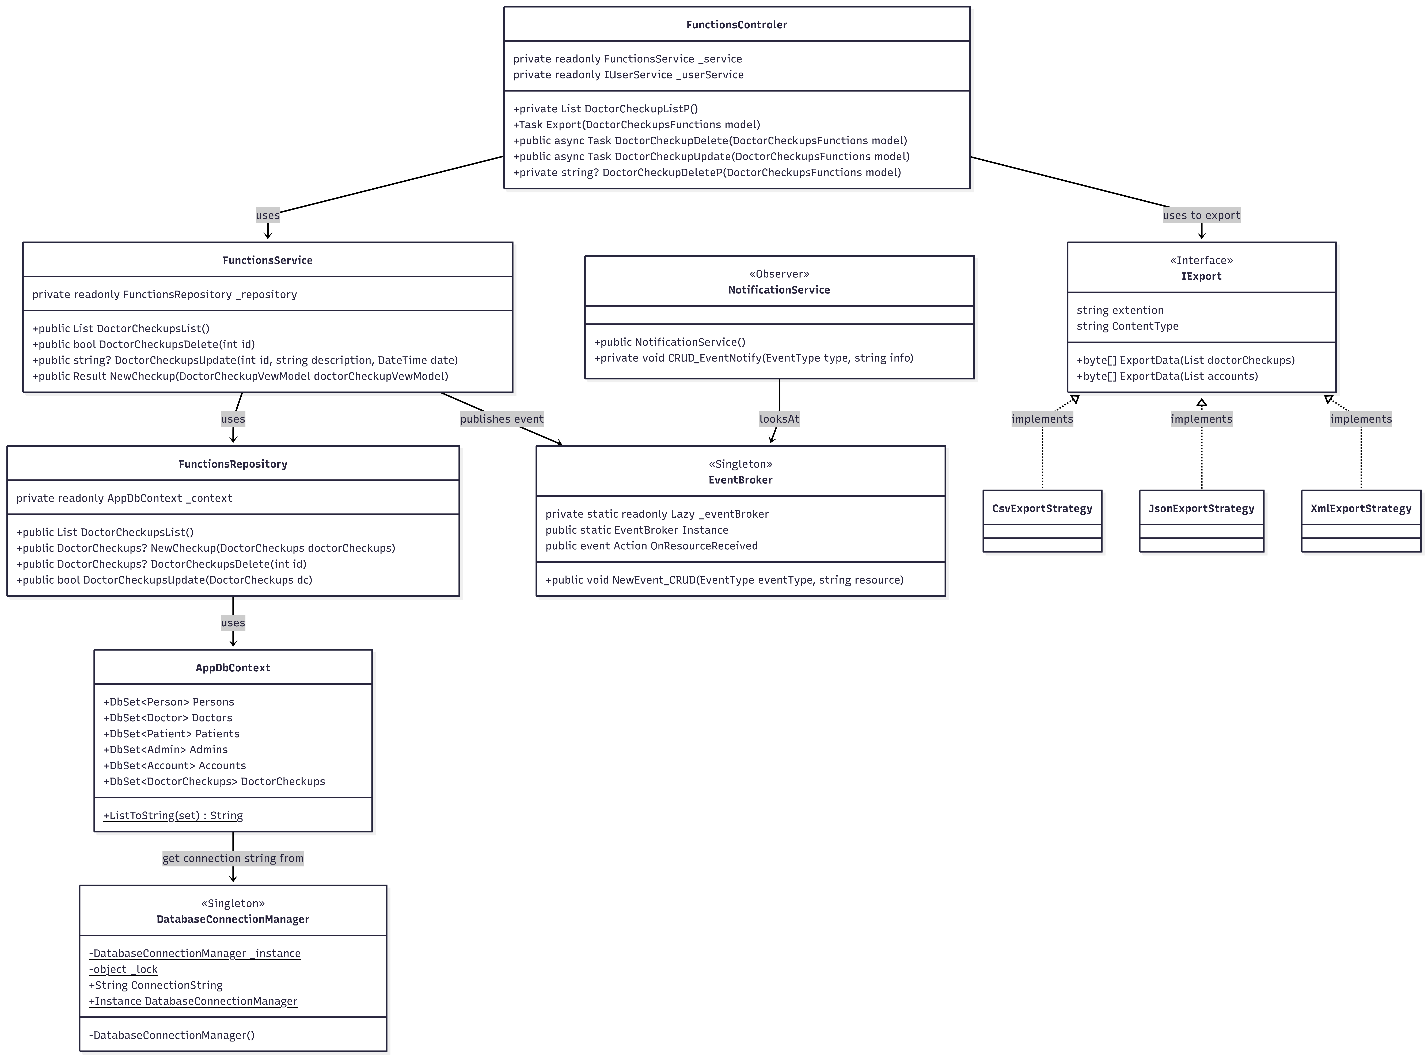 FunctionsControler
private readonly FunctionsService _service
private readonly IUserService _userService
+private List DoctorCheckupListP()
+Task Export(DoctorCheckupsFunctions model)
+public async Task DoctorCheckupDelete(DoctorCheckupsFunctions model)
+public async Task DoctorCheckupUpdate(DoctorCheckupsFunctions model)
+private string? DoctorCheckupDeleteP(DoctorCheckupsFunctions model)
uses
uses to export
FunctionsService
private readonly FunctionsRepository _repository
+public List DoctorCheckupsList()
+public bool DoctorCheckupsDelete(int id)
+public string? DoctorCheckupsUpdate(int id, string description, DateTime date)
+public Result NewCheckup(DoctorCheckupVewModel doctorCheckupVewModel)
«Observer»
NotificationService
+public NotificationService()
+private void CRUD_EventNotify(EventType type, string info)
«Interface»
IExport
string extention
string ContentType
+byte[] ExportData(List doctorCheckups)
+byte[] ExportData(List accounts)
uses
publishes event
looksAt
implements
implements
implements
FunctionsRepository
private readonly AppDbContext _context
+public List DoctorCheckupsList()
+public DoctorCheckups? NewCheckup(DoctorCheckups doctorCheckups)
+public DoctorCheckups? DoctorCheckupsDelete(int id)
+public bool DoctorCheckupsUpdate(DoctorCheckups dc)
«Singleton»
EventBroker
private static readonly Lazy _eventBroker
public static EventBroker Instance
public event Action OnResourceReceived
+public void NewEvent_CRUD(EventType eventType, string resource)
CsvExportStrategy
JsonExportStrategy
XmlExportStrategy
uses
AppDbContext
+DbSet<Person> Persons
+DbSet<Doctor> Doctors
+DbSet<Patient> Patients
+DbSet<Admin> Admins
+DbSet<Account> Accounts
+DbSet<DoctorCheckups> DoctorCheckups
+ListToString(set) : String
get connection string from
«Singleton»
DatabaseConnectionManager
-DatabaseConnectionManager _instance
-object _lock
+String ConnectionString
+Instance DatabaseConnectionManager
-DatabaseConnectionManager()